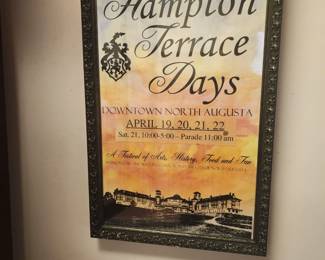 Hampton
Terrace
Days
DOWNTOWN NORTH AUGUSTA
APRIL 19, 20, 21, 22
Sat. 21, 10:00-5:00 - Parade 11:00 am
A Festival of Arts, History, Food and Fun